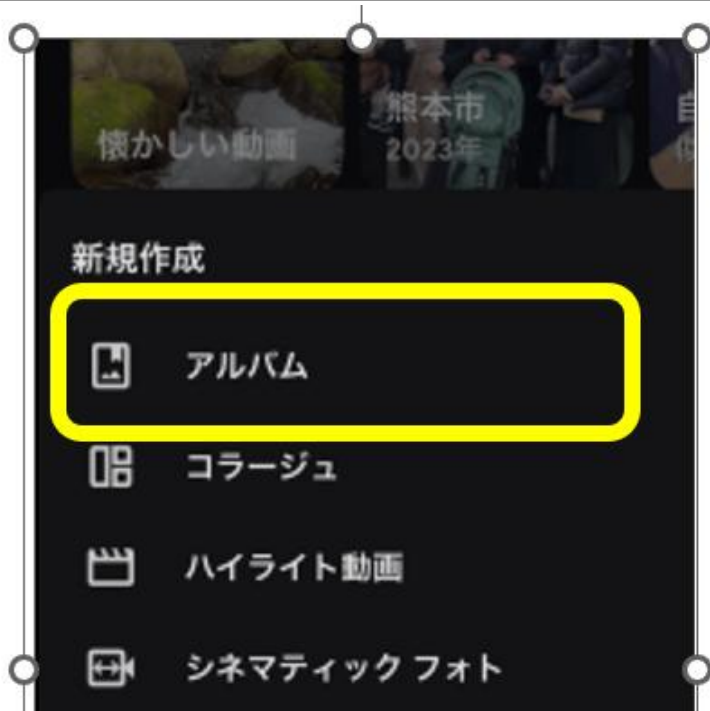 懐かしい動画
熊本市
2023年
自
新規作成
アルバム
コラージュ
ハイライト動画
シネマティック フォト